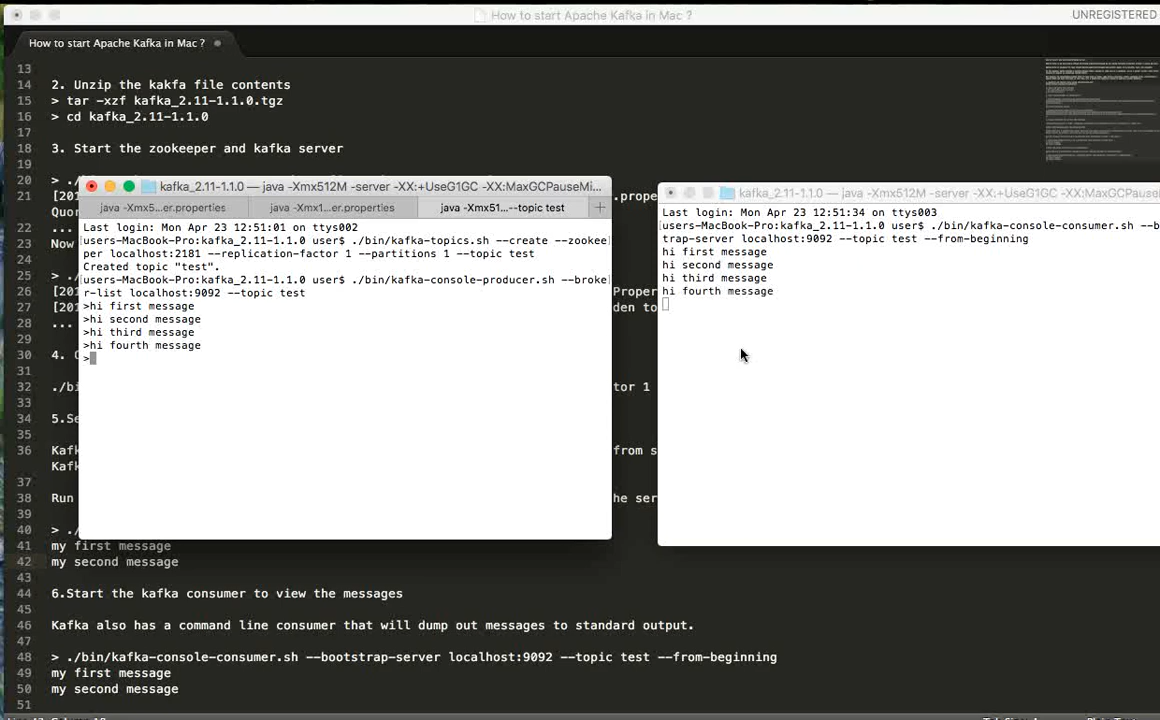 How to start Apache Kafka in Mac ?
UNREGISTERED
How to start Apache Kafka in Mac ?
13
14 2. Unzip the kakfa file contents
15 > tar -xzf kafka_2.11-1.1.0.tgz
16 > cd kafka_2.11-1.1.0
17
18 3. Start the zookeeper and kafka server
19
20 > ./
21 [201 .prope
Quor
22 ...
23 Now
24
25 > ./
26 [201 Proper
27 [201 den to
28 ...
29
30 4. C
31
32 ./bi tor 1
33
34 5.Se
35
36 Kafk from s
Kafk
37
38 Run he ser
39
40 > ./
41 my first message
42 my second message
43
44 6.Start the kafka consumer to view the messages
45
46 Kafka also has a command line consumer that will dump out messages to standard output.
47
48 > ./bin/kafka-console-consumer.sh --bootstrap-server localhost:9092 --topic test --from-beginning
49 my first message
50 my second message
51
kafka_2.11-1.1.0 — java -Xmx512M -server -XX:+UseG1GC -XX:MaxGCPauseMi...
java -Xmx5...er.properties
java -Xmx1...er.properties
java -Xmx51...--topic test
+
Last login: Mon Apr 23 12:51:01 on ttys002
[users-MacBook-Pro:kafka_2.11-1.1.0 user$ ./bin/kafka-topics.sh --create --zookee]
per localhost:2181 --replication-factor 1 --partitions 1 --topic test
Created topic "test".
[users-MacBook-Pro:kafka_2.11-1.1.0 user$ ./bin/kafka-console-producer.sh --broke]
r-list localhost:9092 --topic test
>hi first message
>hi second message
>hi third message
>hi fourth message
>
kafka_2.11-1.1.0 — java -Xmx512M -server -XX:+UseG1GC -XX:MaxGCPause
Last login: Mon Apr 23 12:51:34 on ttys003
[users-MacBook-Pro:kafka_2.11-1.1.0 user$ ./bin/kafka-console-consumer.sh --b
trap-server localhost:9092 --topic test --from-beginning
hi first message
hi second message
hi third message
hi fourth message